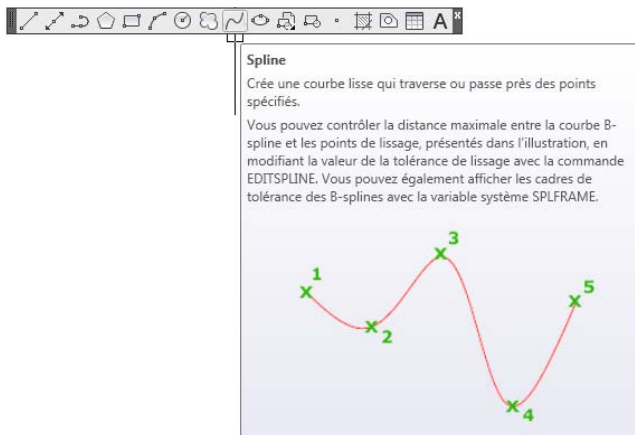 A
Spline
Crée une courbe lisse qui traverse ou passe près des points
spécifiés.
Vous pouvez contrôler la distance maximale entre la courbe B-
spline et les points de lissage, présentés dans l'illustration, en
modifiant la valeur de la tolérance de lissage avec la commande
EDITSPLINE. Vous pouvez également afficher les cadres de
tolérance des B-splines avec la variable système SPLFRAME.
3
1
5
2
4